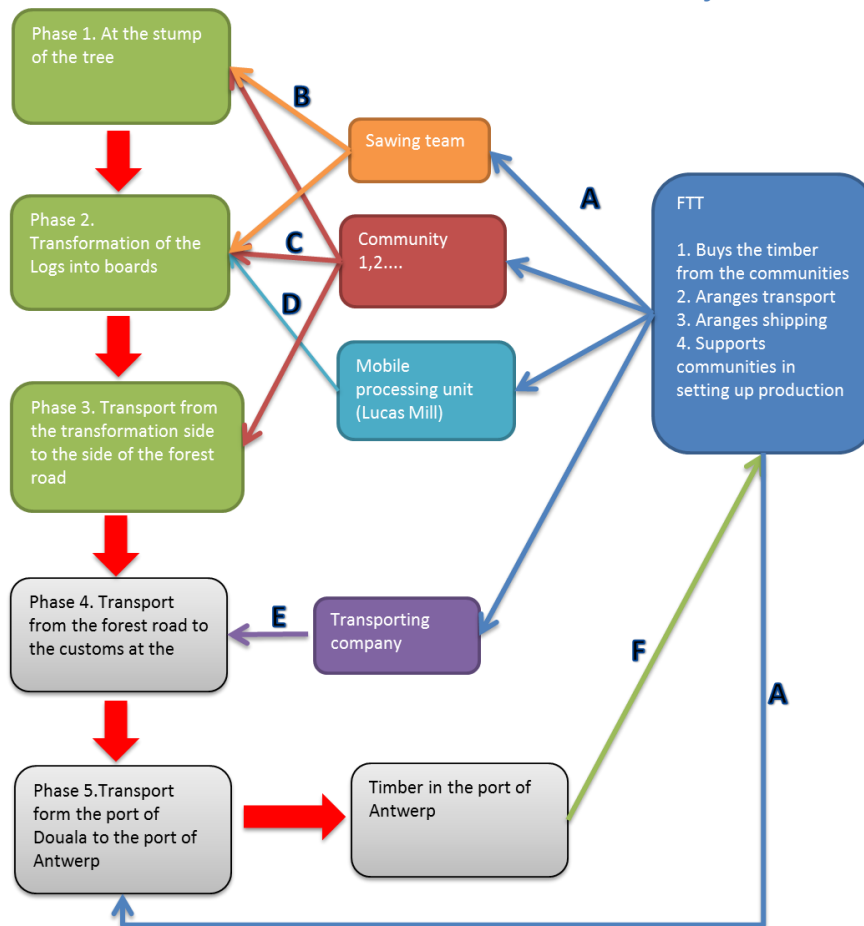 Phase 1. At the stump
of the tree
B
Sawing team
A
Phase 2.
Transformation of the
Logs into boards
C
Community
1,2....
FTT
1. Buys the timber
from the communities
2. Aranges transport
3. Aranges shipping
4. Supports
communities in
setting up production
D
Mobile
processing unit
(Lucas Mill)
Phase 3. Transport from
the transformation side
to the side of the forest
road
Phase 4. Transport
from the forest road to
the customs at the
E
Transporting
company
F
A
Phase 5.Transport
form the port of
Douala to the port of
Antwerp
Timber in the port of
Antwerp